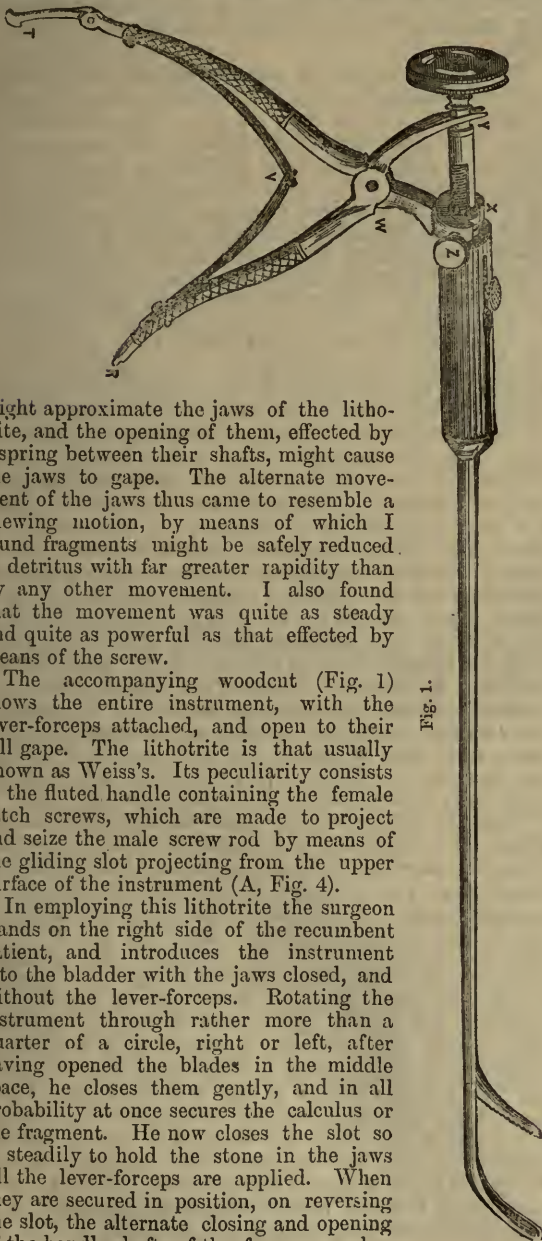 T
V
Y
X
W
Z
R
ight approximate the jaws of the litho-
ite, and the opening of them, effected by
spring between their shafts, might cause
e jaws to gape. The alternate move-
ent of the jaws thus came to resemble a
ewing motion, by means of which I
und fragments might be safely reduced
detritus with far greater rapidity than
y any other movement. I also found
at the movement was quite as steady
nd quite as powerful as that effected by
eans of the screw.
The accompanying woodcut (Fig. 1)
ows the entire instrument, with the
ver-forceps attached, and open to their
ll gape. The lithotrite is that usually
nown as Weiss's. Its peculiarity consists
the fluted handle containing the female
tch screws, which are made to project
nd seize the male screw rod by means of
e gliding slot projecting from the upper
urface of the instrument (A, Fig. 4).
In employing this lithotrite the surgeon
ands on the right side of the recumbent
atient, and introduces the instrument
to the bladder with the jaws closed, and
ithout the lever-forceps. Rotating the
strument through rather more than a
uarter of a circle, right or left, after
aving opened the blades in the middle
pace, he closes them gently, and in all
robability at once secures the calculus or
e fragment. He now closes the slot so
steadily to hold the stone in the jaws
ll the lever-forceps are applied. When
ey are secured in position, on reversing
e slot, the alternate closing and opening
Fig. 1.